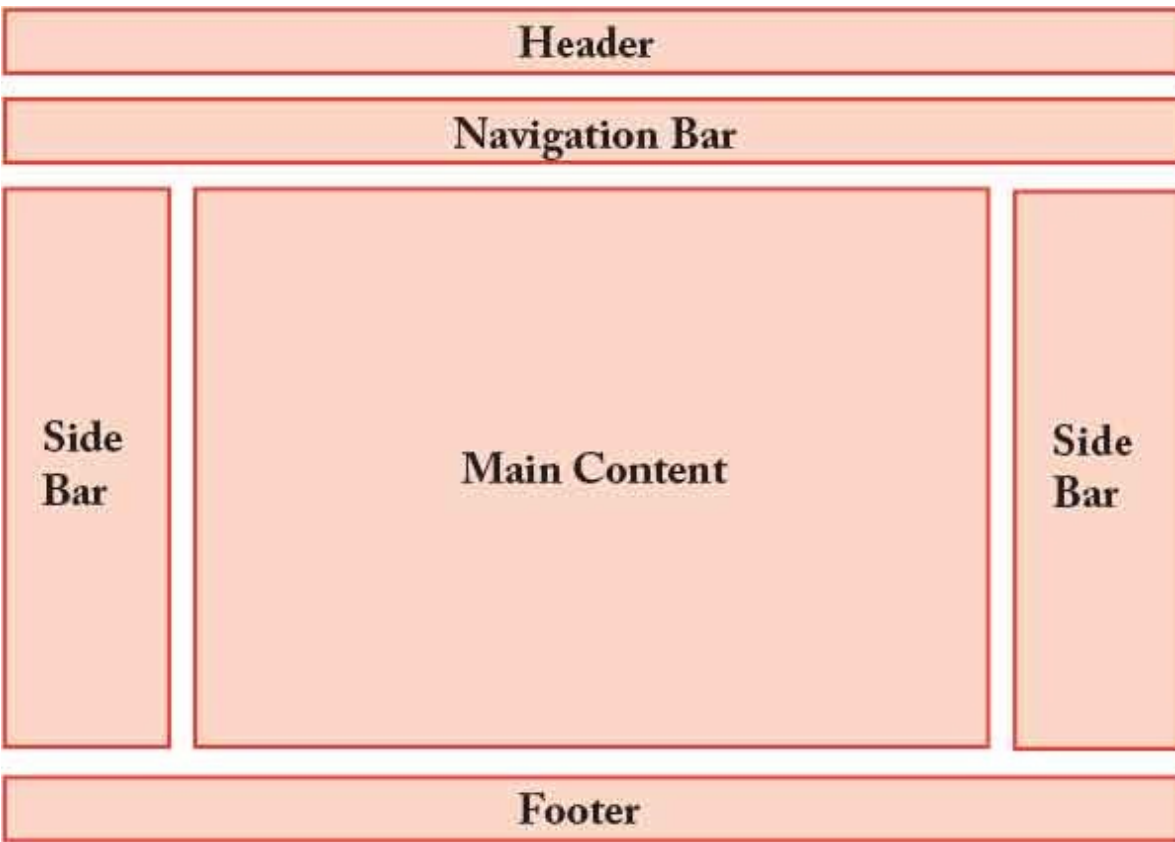 Header
Navigation Bar
Side
Bar
Main Content
Side
Bar
Footer